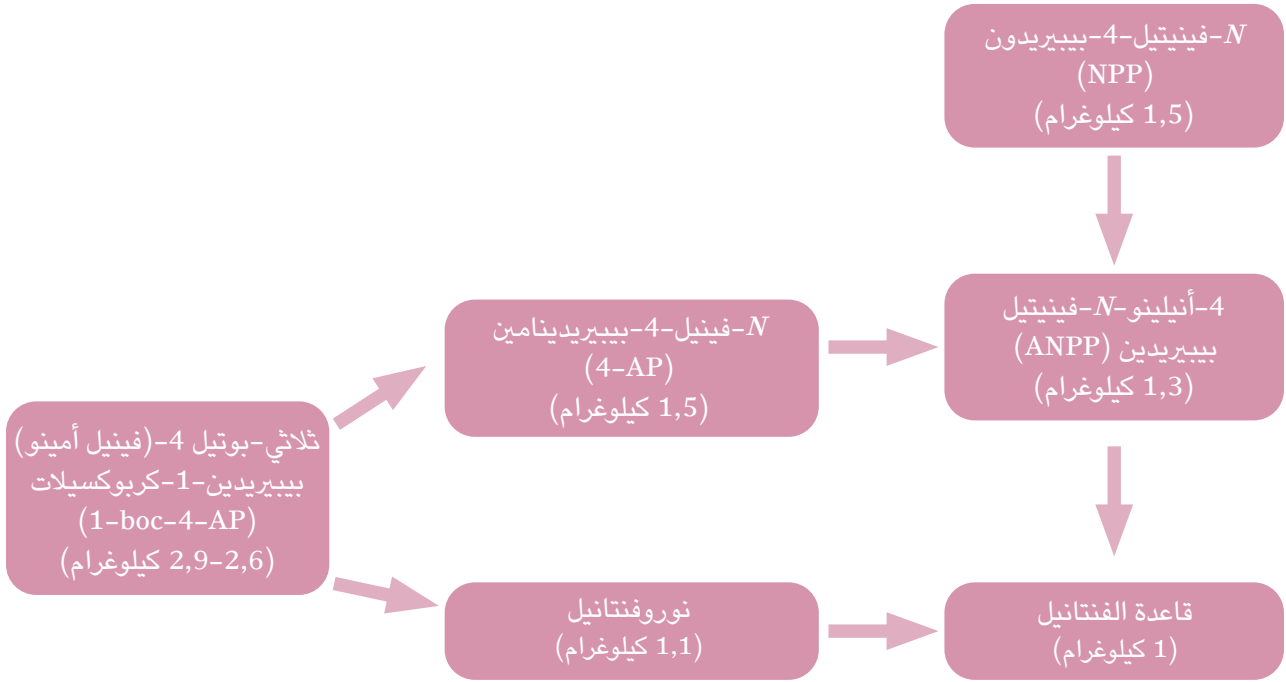 N-فينيتيل-4-بيبيريدون
(NPP)
(1,5 كيلوغرام)
4-أنيلينو-N-فينيتيل
بيبيريدين (ANPP)
(1,3 كيلوغرام)
N-فينيل-4-بيبيريدينامين
(4-AP)
(1,5 كيلوغرام)
ثلاثي-بوتيل 4-(فينيل أمينو)
بيبيريدين-1-كربوكسيلات
(1-boc-4-AP)
(2,6-2,9 كيلوغرام)
قاعدة الفنتانيل
(1 كيلوغرام)
نوروفنتانيل
(1,1 كيلوغرام)